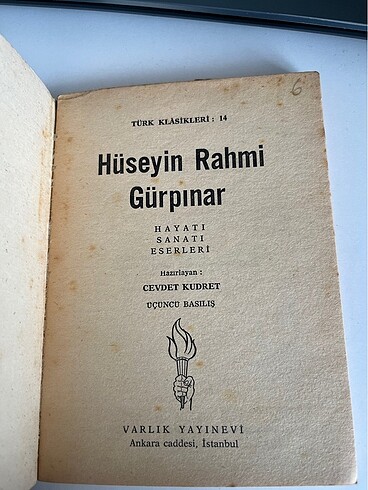 6
TÜRK KLÂSİKLERİ : 14
Hüseyin Rahmi
Gürpınar
HAYATI
SANATI
ESERLERİ
Hazırlayan :
CEVDET KUDRET
ÜÇÜNCÜ BASILIŞ
VARLIK YAYINEVİ
Ankara caddesi, İstanbul